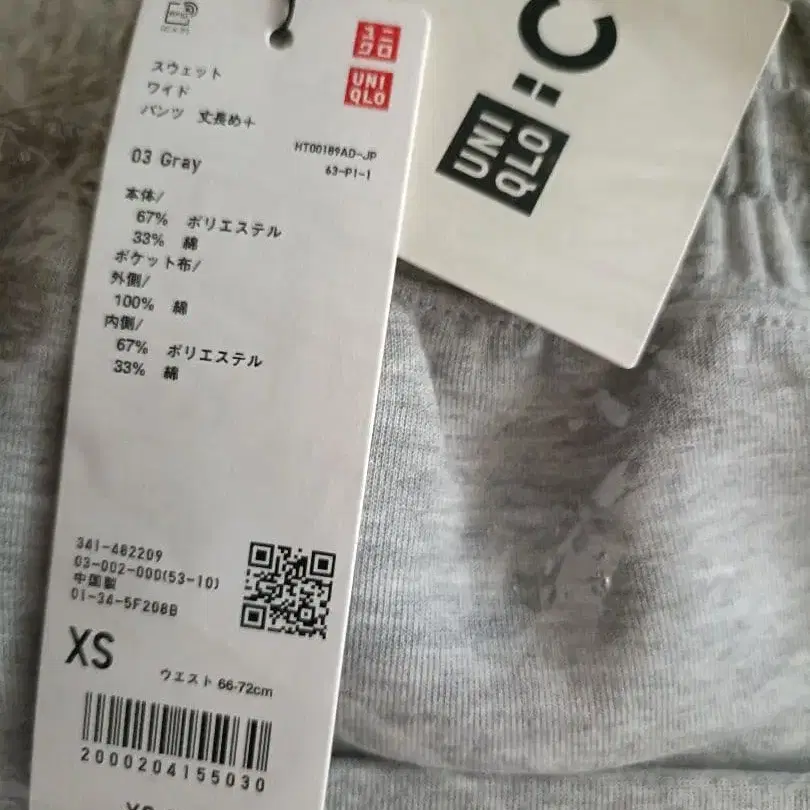 ユニ
クロ
UNI
QLO
スウェット
ワイド
パンツ 丈長め+
HT00189AD-JP
63-P1-1
03 Gray
本体/
67% ポリエステル
33% 綿
ポケット布/
外側/
100% 綿
内側/
67% ポリエステル
33% 綿
341-482209
03-002-000(53-10)
中国製
01-34-5F208B
XS
ウエスト 66-72cm
2000204155030
UNI
QLO
: C